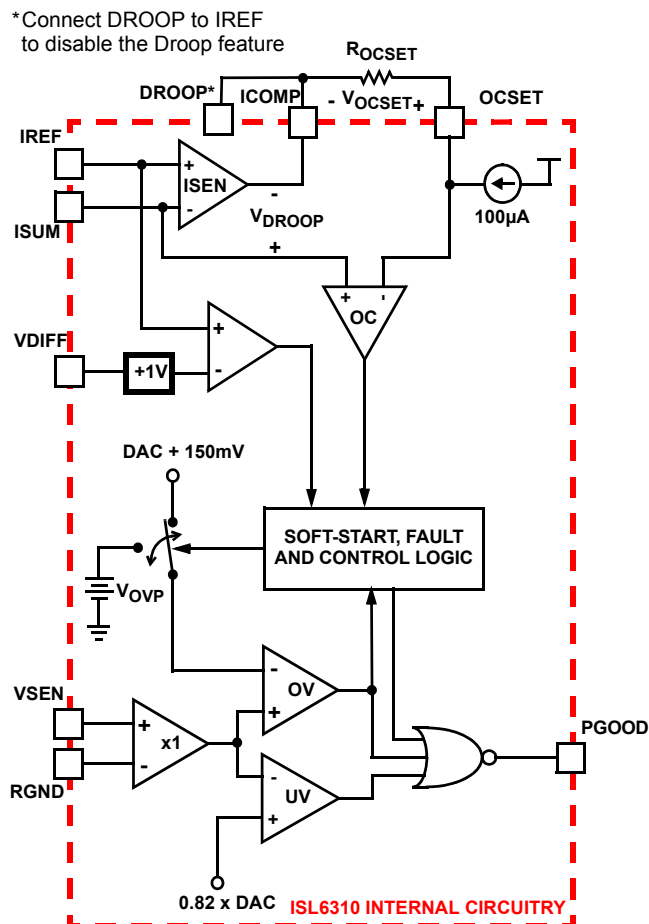 *Connect DROOP to IREF
to disable the Droop feature
ROCSET
DROOP*
ICOMP
- VOCSET+
OCSET
IREF
+
ISEN
-
-
VDROOP
+
ISUM
100µA
+ -
OC
VDIFF
+1V
+
-
DAC + 150mV
SOFT-START, FAULT
AND CONTROL LOGIC
VOVP
-
OV
+
VSEN
+
x1
-
RGND
PGOOD
-
UV
+
0.82 x DAC
ISL6310 INTERNAL CIRCUITRY